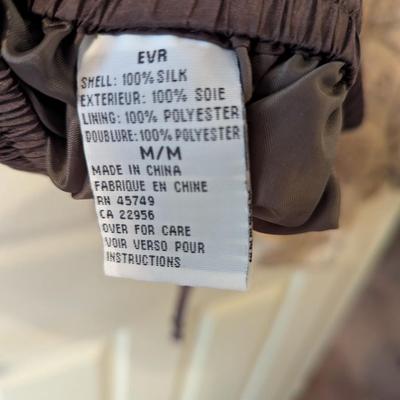 EVR
SHELL: 100% SILK
EXTERIEUR: 100% SOIE
LINING: 100% POLYESTER
DOUBLURE: 100% POLYESTER
M/M
MADE IN CHINA
FABRIQUE EN CHINE
RN 45749
CA 22956
OVER FOR CARE
VOIR VERSO POUR
INSTRUCTIONS